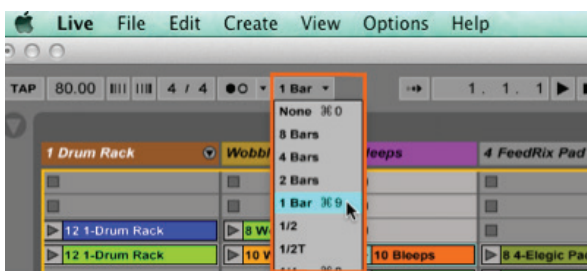 Live File Edit Create View Options Help
TAP 80.00 4 / 4 1 Bar 1. 1. 1
None ⌘0
8 Bars
1 Drum Rack Wobbl leeps 4 FeedRix Pad
4 Bars
2 Bars
1 Bar ⌘9
12 1-Drum Rack 8 W 1/2
12 1-Drum Rack 10 W 1/2T 10 Bleeps 8 4-Elegic Pa